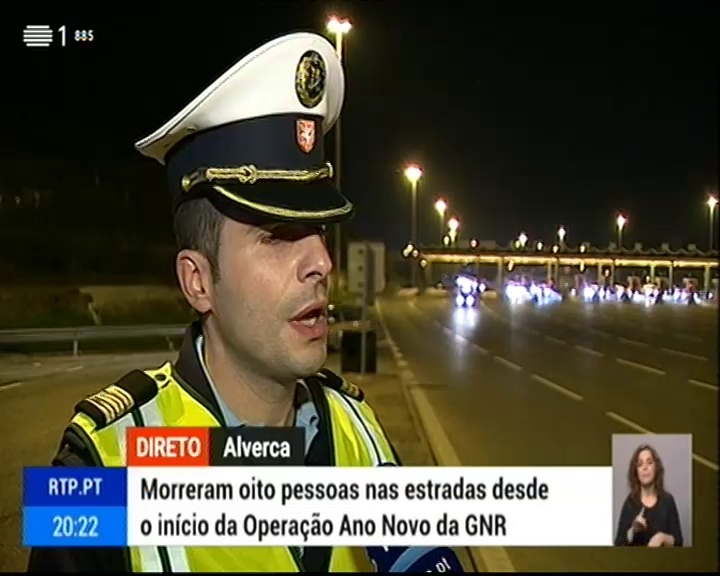 1 885
DIRETO Alverca
RTP.PT
20:22
Morreram oito pessoas nas estradas desde
o início da Operação Ano Novo da GNR